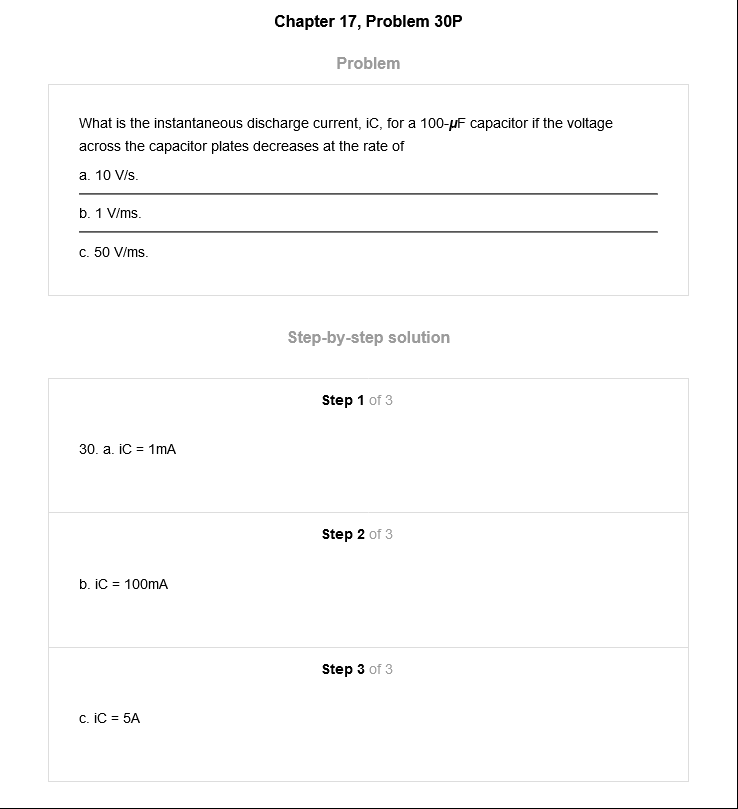 Chapter 17, Problem 30P
Problem
What is the instantaneous discharge current, iC, for a 100-μF capacitor if the voltage
across the capacitor plates decreases at the rate of
a. 10 V/s.
b. 1 V/ms.
c. 50 V/ms.
Step-by-step solution
Step 1 of 3
30. a. iC = 1mA
Step 2 of 3
b. iC = 100mA
Step 3 of 3
c. iC = 5A